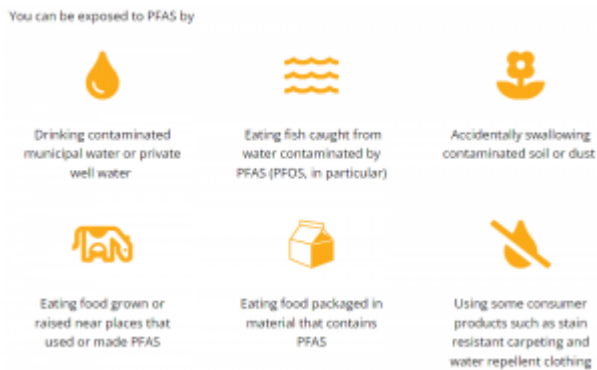 You can be exposed to PFAS by
Drinking contaminated
municipal water or private
well water
Eating fish caught from
water contaminated by
PFAS (PFOS, in particular)
Accidentally swallowing
contaminated soil or dust
Eating food grown or
raised near places that
used or made PFAS
Eating food packaged in
material that contains
PFAS
Using some consumer
products such as stain
resistant carpeting and
water repellent clothing